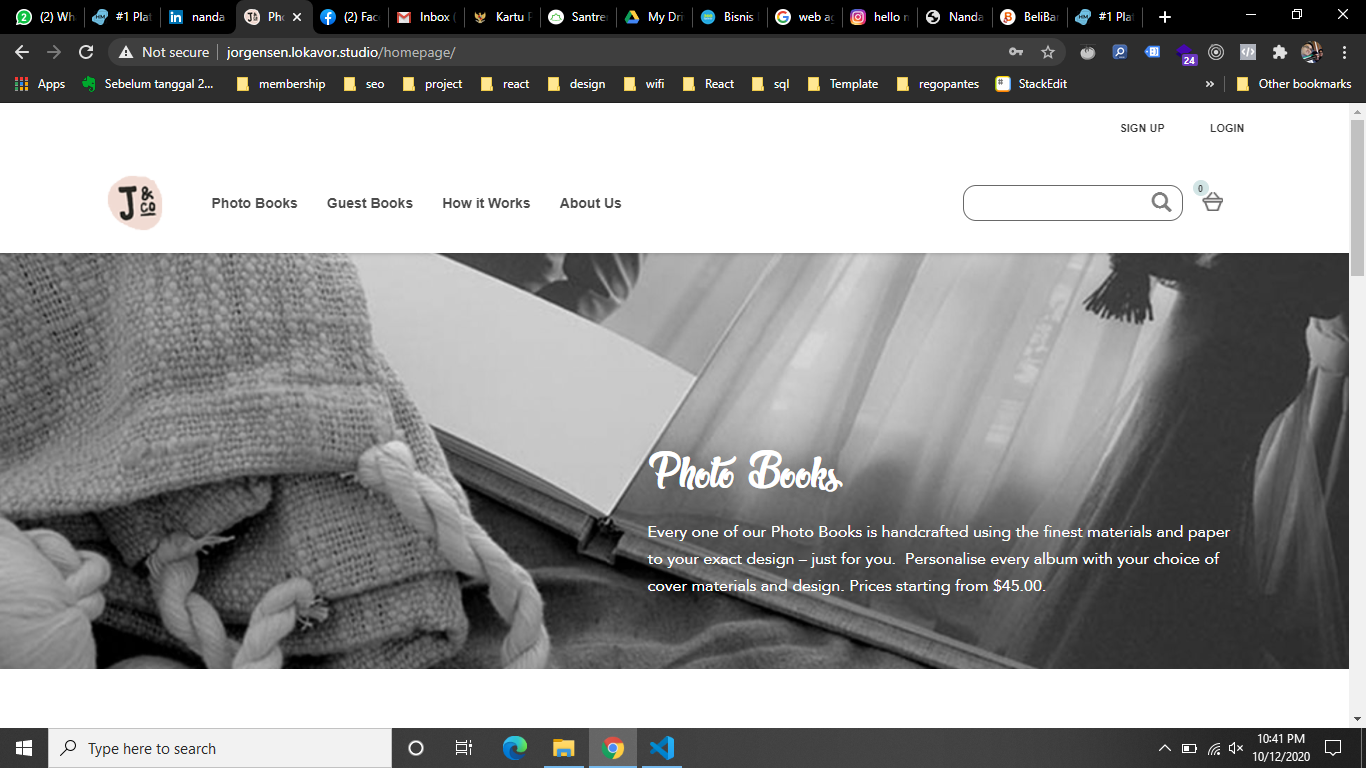 (2) Wh
#1 Plat
nanda
Pho
(2) Fac
Inbox (
Kartu P
Santre
My Dri
Bisnis
web ag
hello n
Nanda
BeliBar
#1 Plat
Not secure
jorgensen.lokavor.studio/homepage/
24
Apps
Sebelum tanggal 2...
membership
seo
project
react
design
wifi
React
sql
Template
regopantes
StackEdit
»
Other bookmarks
SIGN UP
LOGIN
J & CO
Photo Books
Guest Books
How it Works
About Us
0
Photo Books
Every one of our Photo Books is handcrafted using the finest materials and paper
to your exact design – just for you. Personalise every album with your choice of
cover materials and design. Prices starting from $45.00.
Type here to search
10:41 PM
10/12/2020